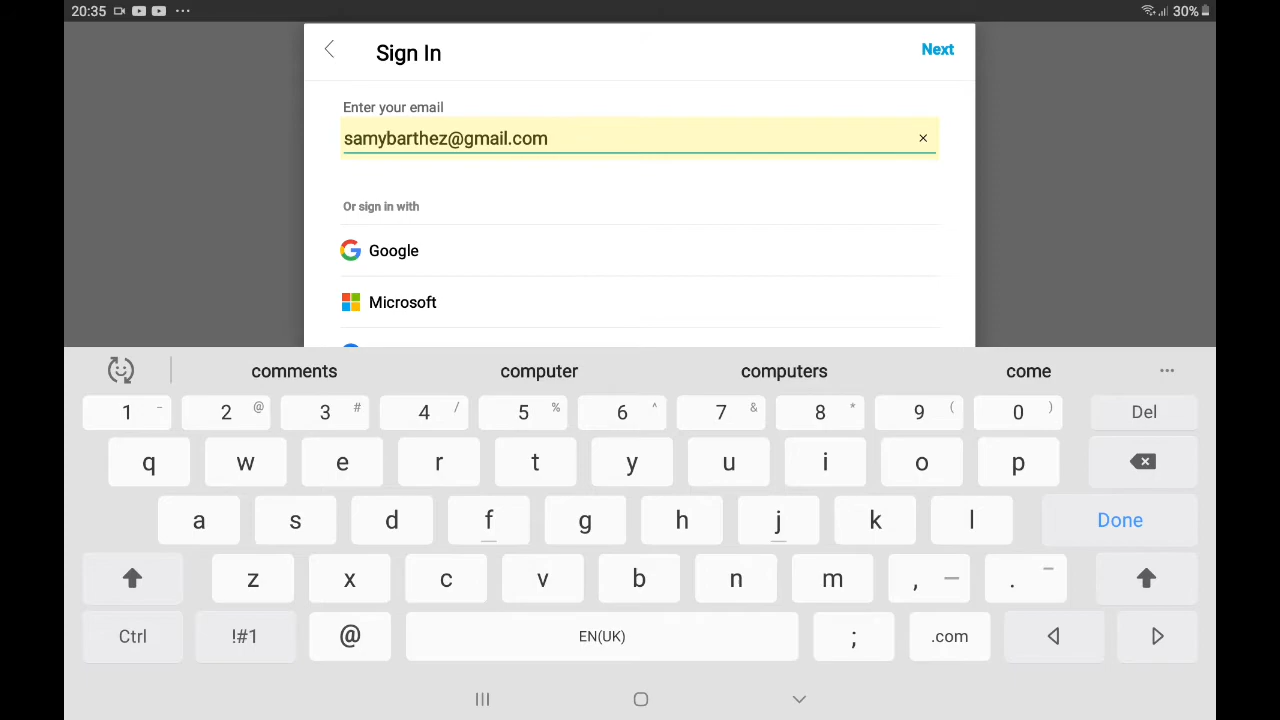 20:35 30%
Sign In Next
Enter your email
samybarthez@gmail.com ×
Or sign in with
Google
Microsoft
comments computer computers come ...
1 - 2 @ 3 # 4 / 5 % 6 ^ 7 & 8 * 9 ( 0 ) Del
q w e r t y u i o p
a s d f g h j k l Done
z x c v b n m , .
Ctrl !#1 @ EN(UK) ; .com